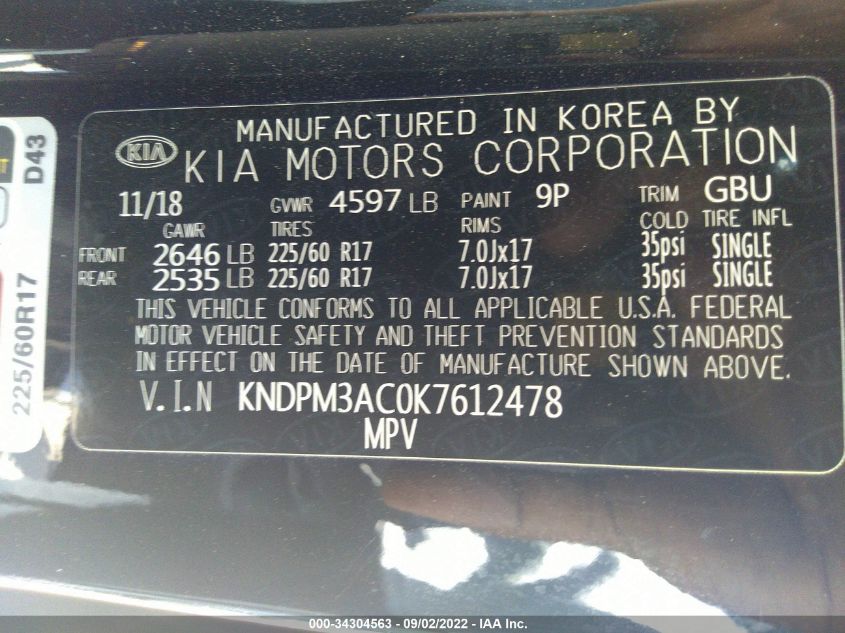 MANUFACTURED IN KOREA BY
KIA KIA MOTORS CORPORATION
11/18 GVWR 4597 LB PAINT 9P TRIM GBU
GAWR TIRES RIMS COLD TIRE INFL
FRONT 2646 LB 225/60 R17 7.0Jx17 35psi SINGLE
REAR 2535 LB 225/60 R17 7.0Jx17 35psi SINGLE
THIS VEHICLE CONFORMS TO ALL APPLICABLE U.S.A. FEDERAL
MOTOR VEHICLE SAFETY AND THEFT PREVENTION STANDARDS
IN EFFECT ON THE DATE OF MANUFACTURE SHOWN ABOVE.
V.I.N KNDPM3AC0K7612478
MPV
D43
225/60R17
000-34304563 - 09/02/2022 - IAA Inc.